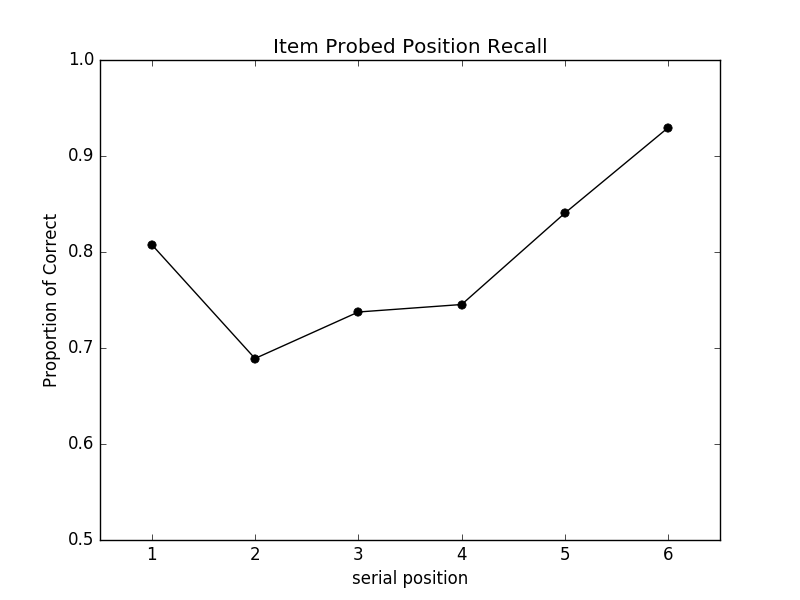 Item Probed Position Recall
1.0
0.9
0.8
0.7
0.6
0.5
Proportion of Correct
1 2 3 4 5 6
serial position